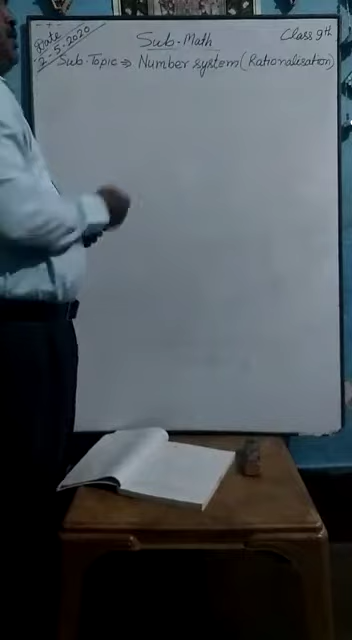 Date
2-5-2020
Sub-Math
Class 9th
Sub-Topic ⇒ Number system (Rationalisation)